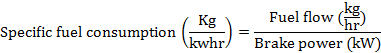 Specific fuel consumption (Kg/kwhr) = Fuel flow (kg/hr) / Brake power (kW)